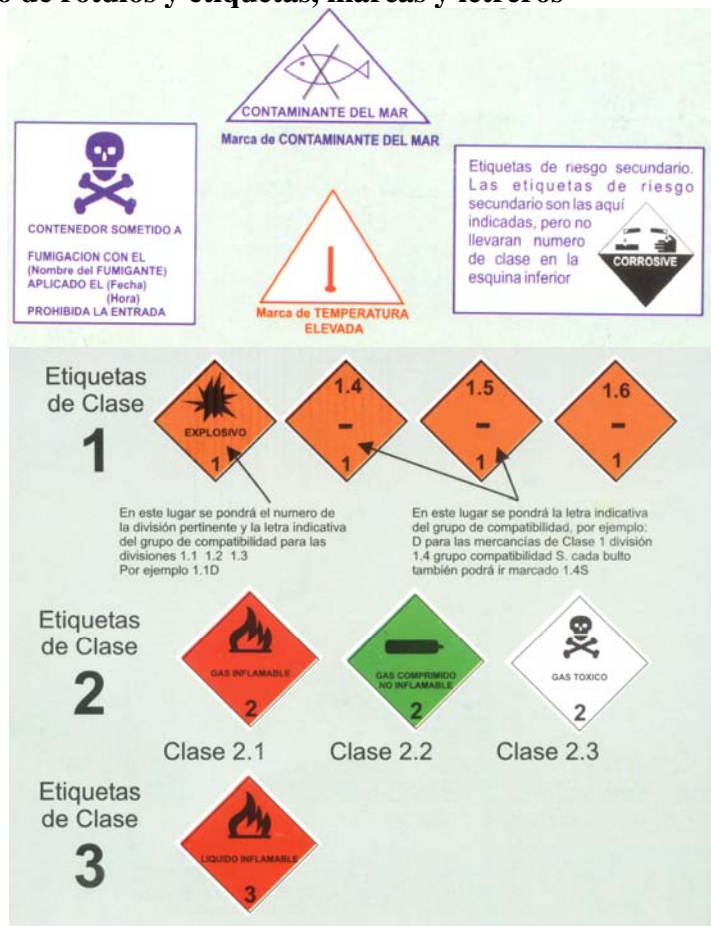 o de rótulos y etiquetas, marcas y letreros
CONTAMINANTE DEL MAR
Marca de CONTAMINANTE DEL MAR
CONTENEDOR SOMETIDO A
FUMIGACION CON EL
(Nombre del FUMIGANTE)
APLICADO EL (Fecha)
(Hora)
PROHIBIDA LA ENTRADA
Marca de TEMPERATURA
ELEVADA
Etiquetas de riesgo secundario.
Las etiquetas de riesgo
secundario son las aquí
indicadas, pero no
llevaran numero
de clase en la
esquina inferior
CORROSIVE
Etiquetas
de Clase
1
EXPLOSIVO
1
1.4
-
1
1.5
-
1
1.6
-
1
En este lugar se pondrá el numero de
la división pertinente y la letra indicativa
del grupo de compatibilidad para las
divisiones 1.1 1.2 1.3
Por ejemplo 1.1D
En este lugar se pondrá la letra indicativa
del grupo de compatibilidad, por ejemplo:
D para las mercancías de Clase 1 división
1.4 grupo compatibilidad S. cada bulto
también podrá ir marcado 1.4S
Etiquetas
de Clase
2
GAS INFLAMABLE
2
Clase 2.1
GAS COMPRIMIDO
NO INFLAMABLE
2
Clase 2.2
GAS TOXICO
2
Clase 2.3
Etiquetas
de Clase
3
LIQUIDO INFLAMABLE
3